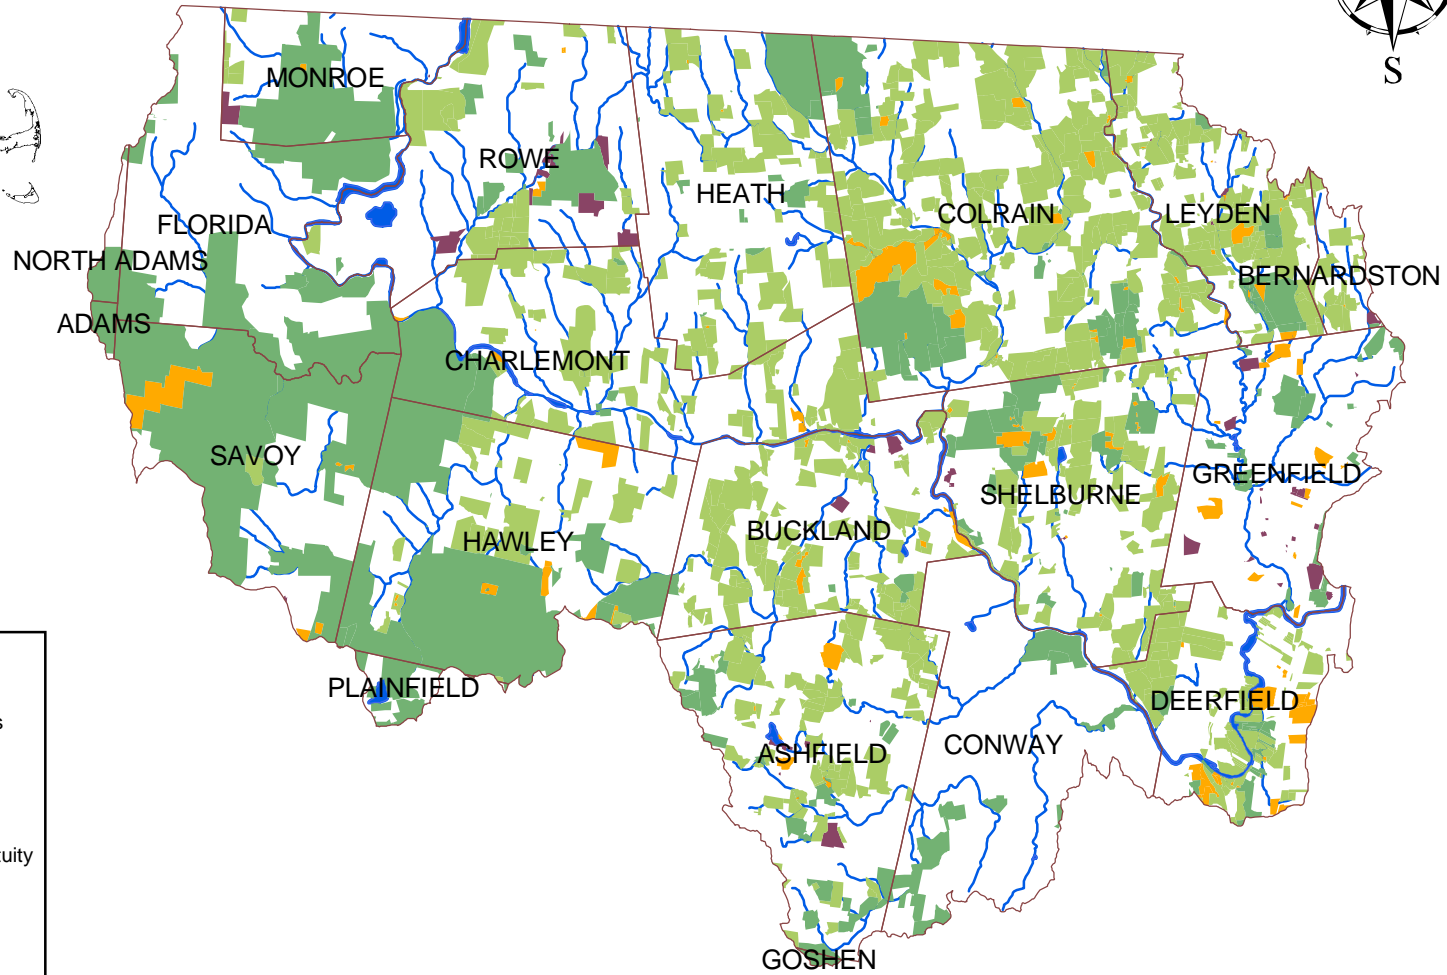 S
MONROE
ROWE
HEATH
COLRAIN
LEYDEN
FLORIDA
NORTH ADAMS
BERNARDSTON
ADAMS
CHARLEMONT
SAVOY
GREENFIELD
SHELBURNE
BUCKLAND
HAWLEY
PLAINFIELD
DEERFIELD
CONWAY
ASHFIELD
GOSHEN